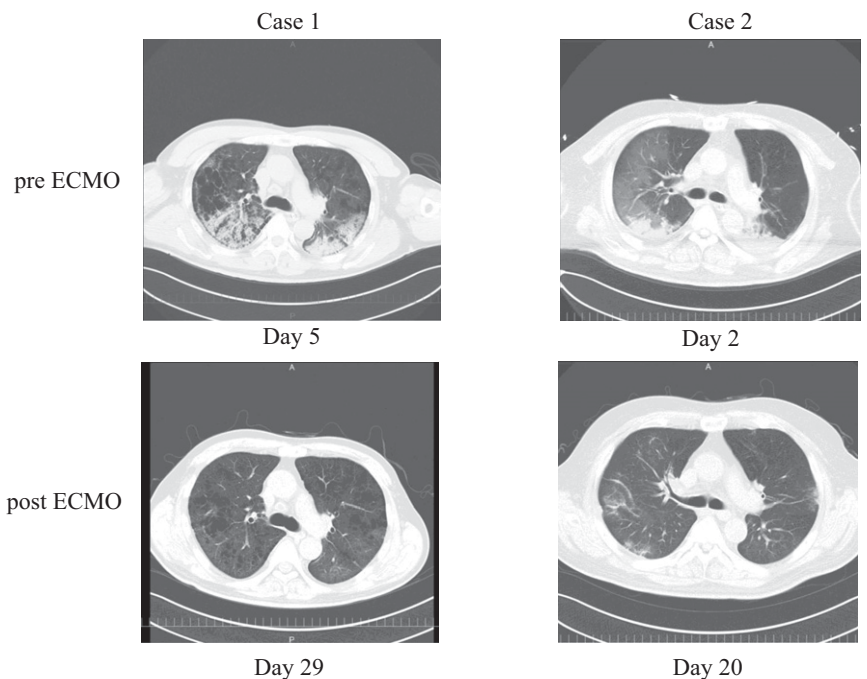 Case 1
Case 2
A
A
pre ECMO
P
Day 5
Day 2
A
A
post ECMO
P
Day 29
Day 20